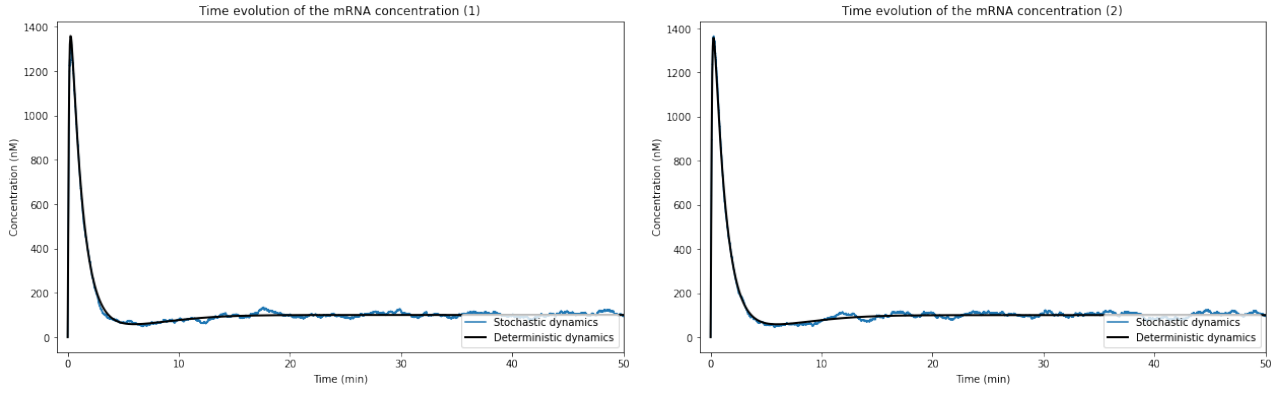 Time evolution of the mRNA concentration (1)
Concentration (nM)
1400
1200
1000
800
600
400
200
0
Stochastic dynamics
Deterministic dynamics
0 10 20 30 40 50
Time (min)
Time evolution of the mRNA concentration (2)
Concentration (nM)
1400
1200
1000
800
600
400
200
0
Stochastic dynamics
Deterministic dynamics
0 10 20 30 40 50
Time (min)